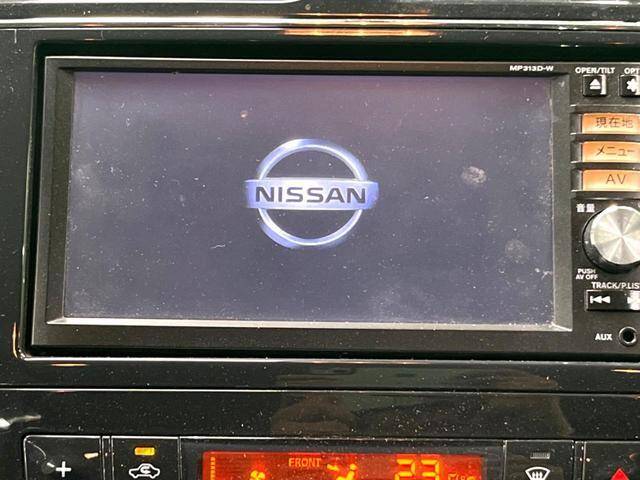 MP313D-W
OPEN/TILT
現在地
メニュー
NISSAN
AV
音量
PUSH
AV OFF
TRACK/P.LIST
AUX
FRONT
23